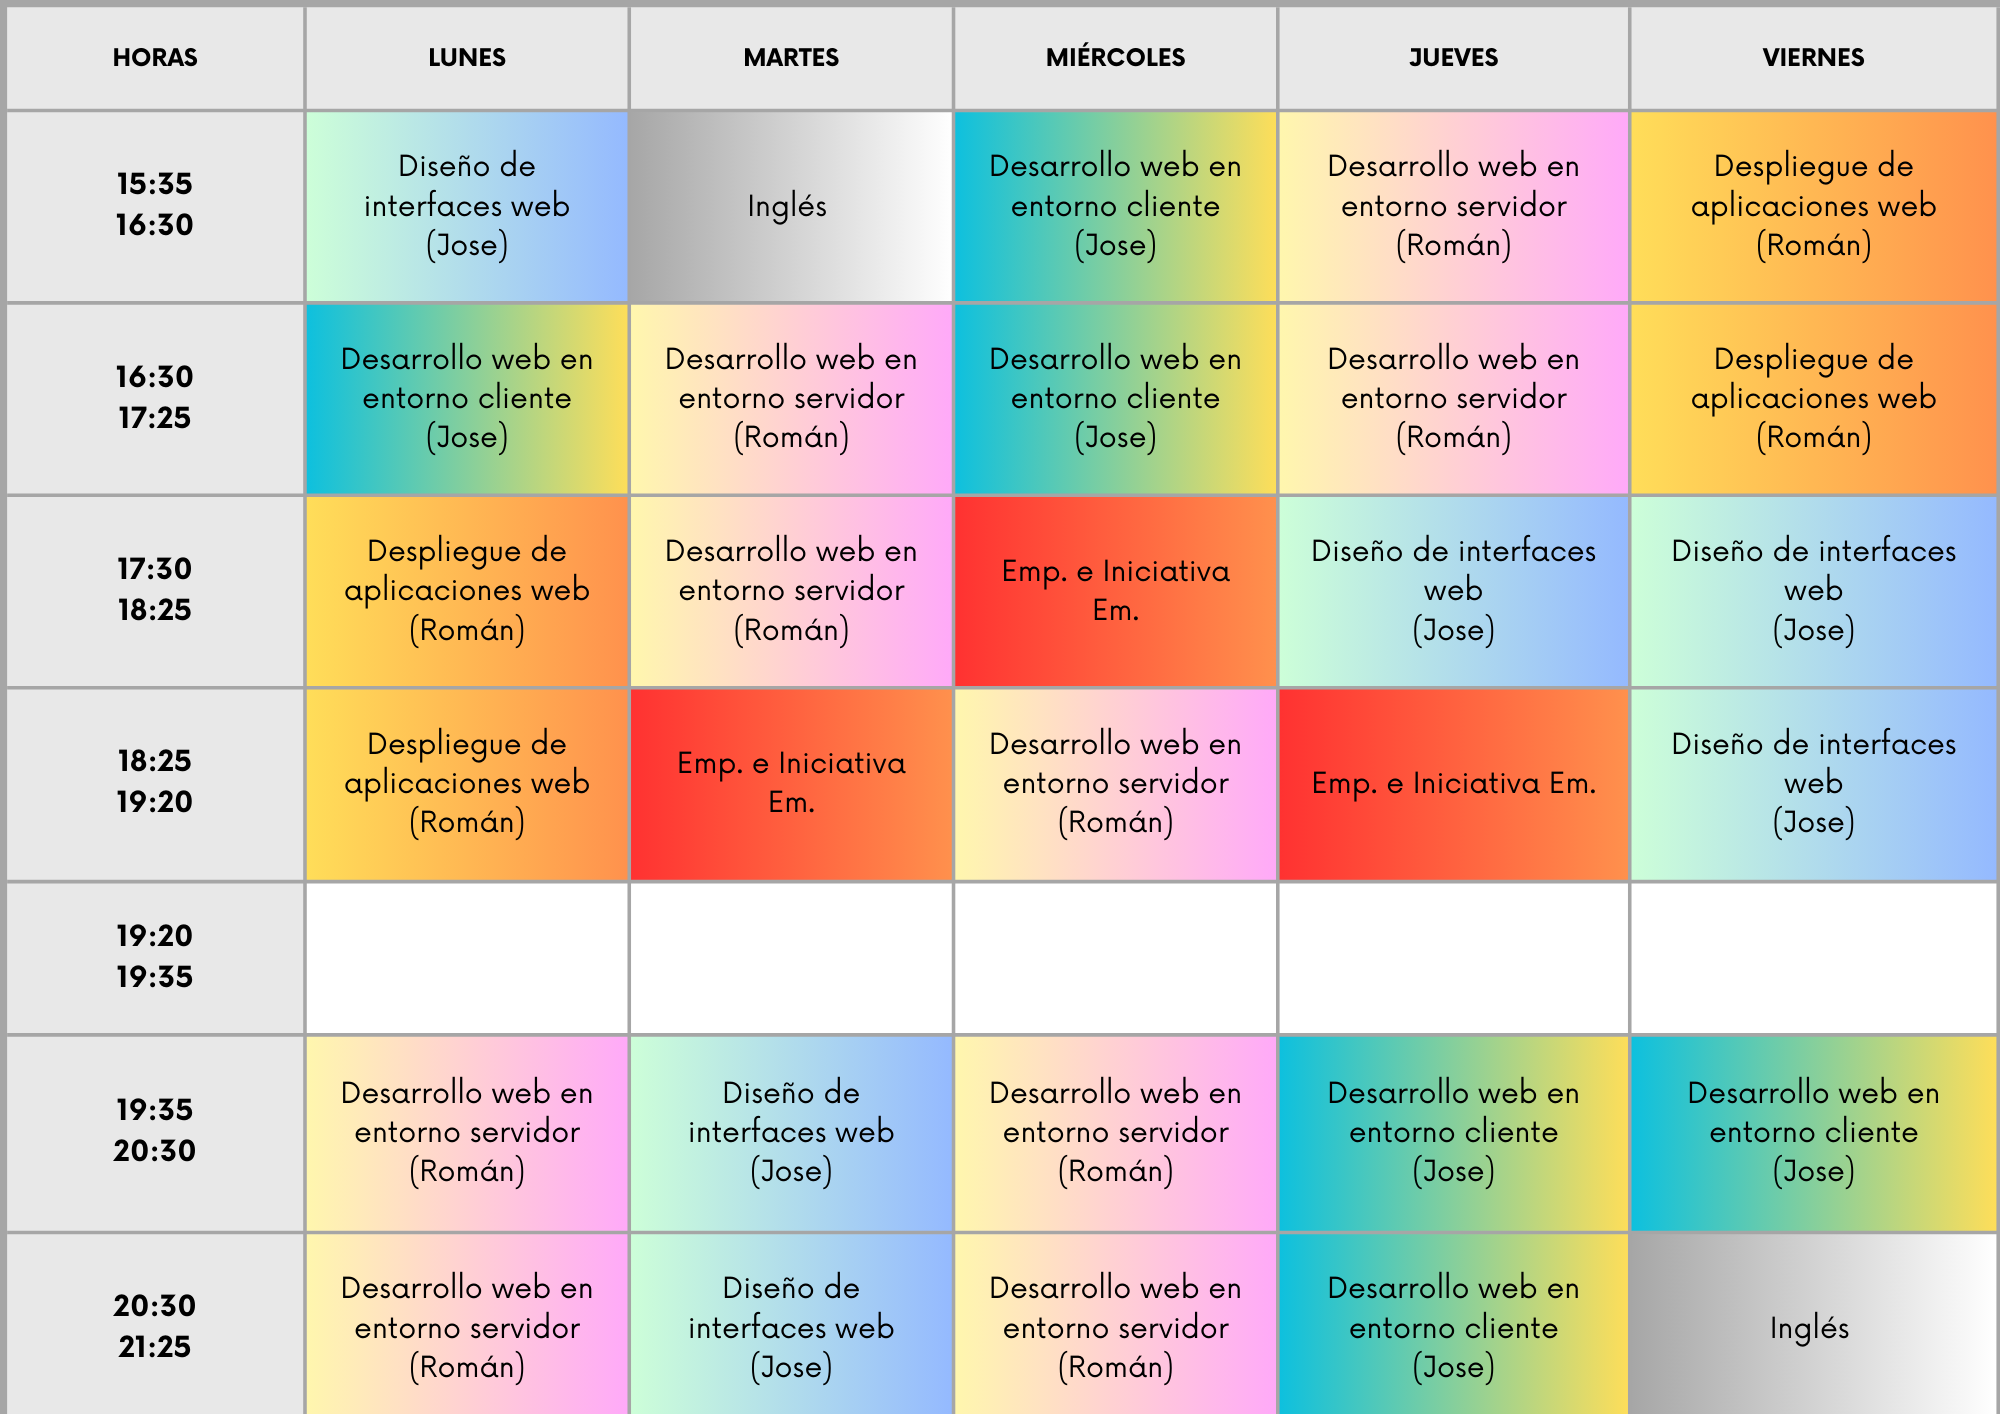 HORAS
LUNES
MARTES
MIÉRCOLES
JUEVES
VIERNES
15:35
16:30
Diseño de
interfaces web
(Jose)
Inglés
Desarrollo web en
entorno cliente
(Jose)
Desarrollo web en
entorno servidor
(Román)
Despliegue de
aplicaciones web
(Román)
16:30
17:25
Desarrollo web en
entorno cliente
(Jose)
Desarrollo web en
entorno servidor
(Román)
Desarrollo web en
entorno cliente
(Jose)
Desarrollo web en
entorno servidor
(Román)
Despliegue de
aplicaciones web
(Román)
17:30
18:25
Despliegue de
aplicaciones web
(Román)
Desarrollo web en
entorno servidor
(Román)
Emp. e Iniciativa
Em.
Diseño de interfaces
web
(Jose)
Diseño de interfaces
web
(Jose)
18:25
19:20
Despliegue de
aplicaciones web
(Román)
Emp. e Iniciativa
Em.
Desarrollo web en
entorno servidor
(Román)
Emp. e Iniciativa Em.
Diseño de interfaces
web
(Jose)
19:20
19:35
19:35
20:30
Desarrollo web en
entorno servidor
(Román)
Diseño de
interfaces web
(Jose)
Desarrollo web en
entorno servidor
(Román)
Desarrollo web en
entorno cliente
(Jose)
Desarrollo web en
entorno cliente
(Jose)
20:30
21:25
Desarrollo web en
entorno servidor
(Román)
Diseño de
interfaces web
(Jose)
Desarrollo web en
entorno servidor
(Román)
Desarrollo web en
entorno cliente
(Jose)
Inglés